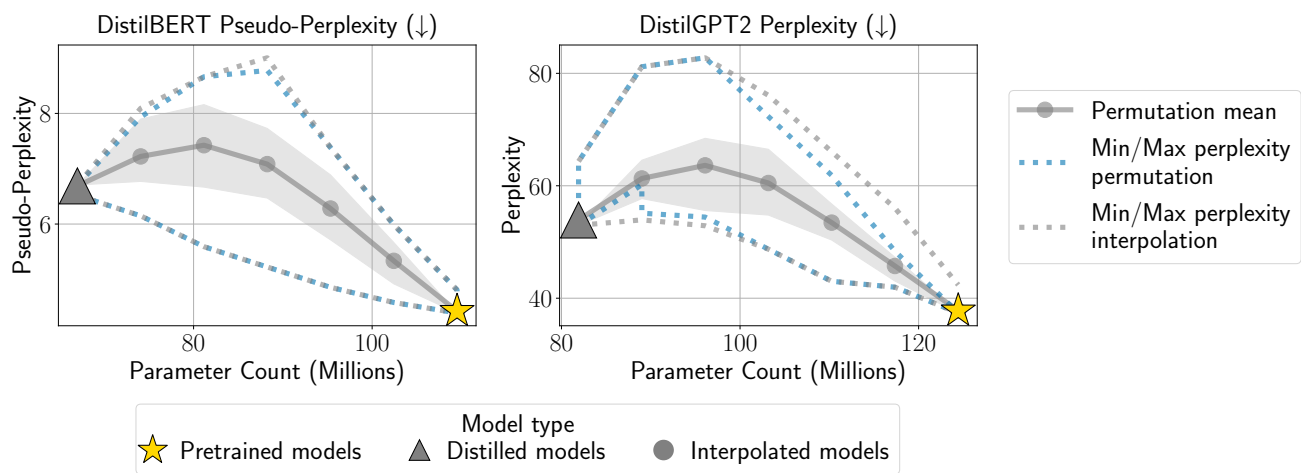 DistilBERT Pseudo-Perplexity (↓)
8
6
Pseudo-Perplexity
80
100
Parameter Count (Millions)
DistilGPT2 Perplexity (↓)
80
60
40
Perplexity
80
100
120
Parameter Count (Millions)
Permutation mean
Min/Max perplexity
permutation
Min/Max perplexity
interpolation
Model type
Pretrained models
Distilled models
Interpolated models